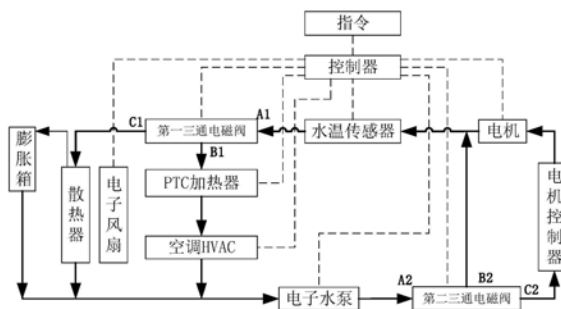 指令
控制器
C1
第一三通电磁阀
A1
水温传感器
电机
膨胀箱
散热器
电子风扇
B1
PTC加热器
电机控制器
空调HVAC
电子水泵
A2
第二三通电磁阀
B2
C2